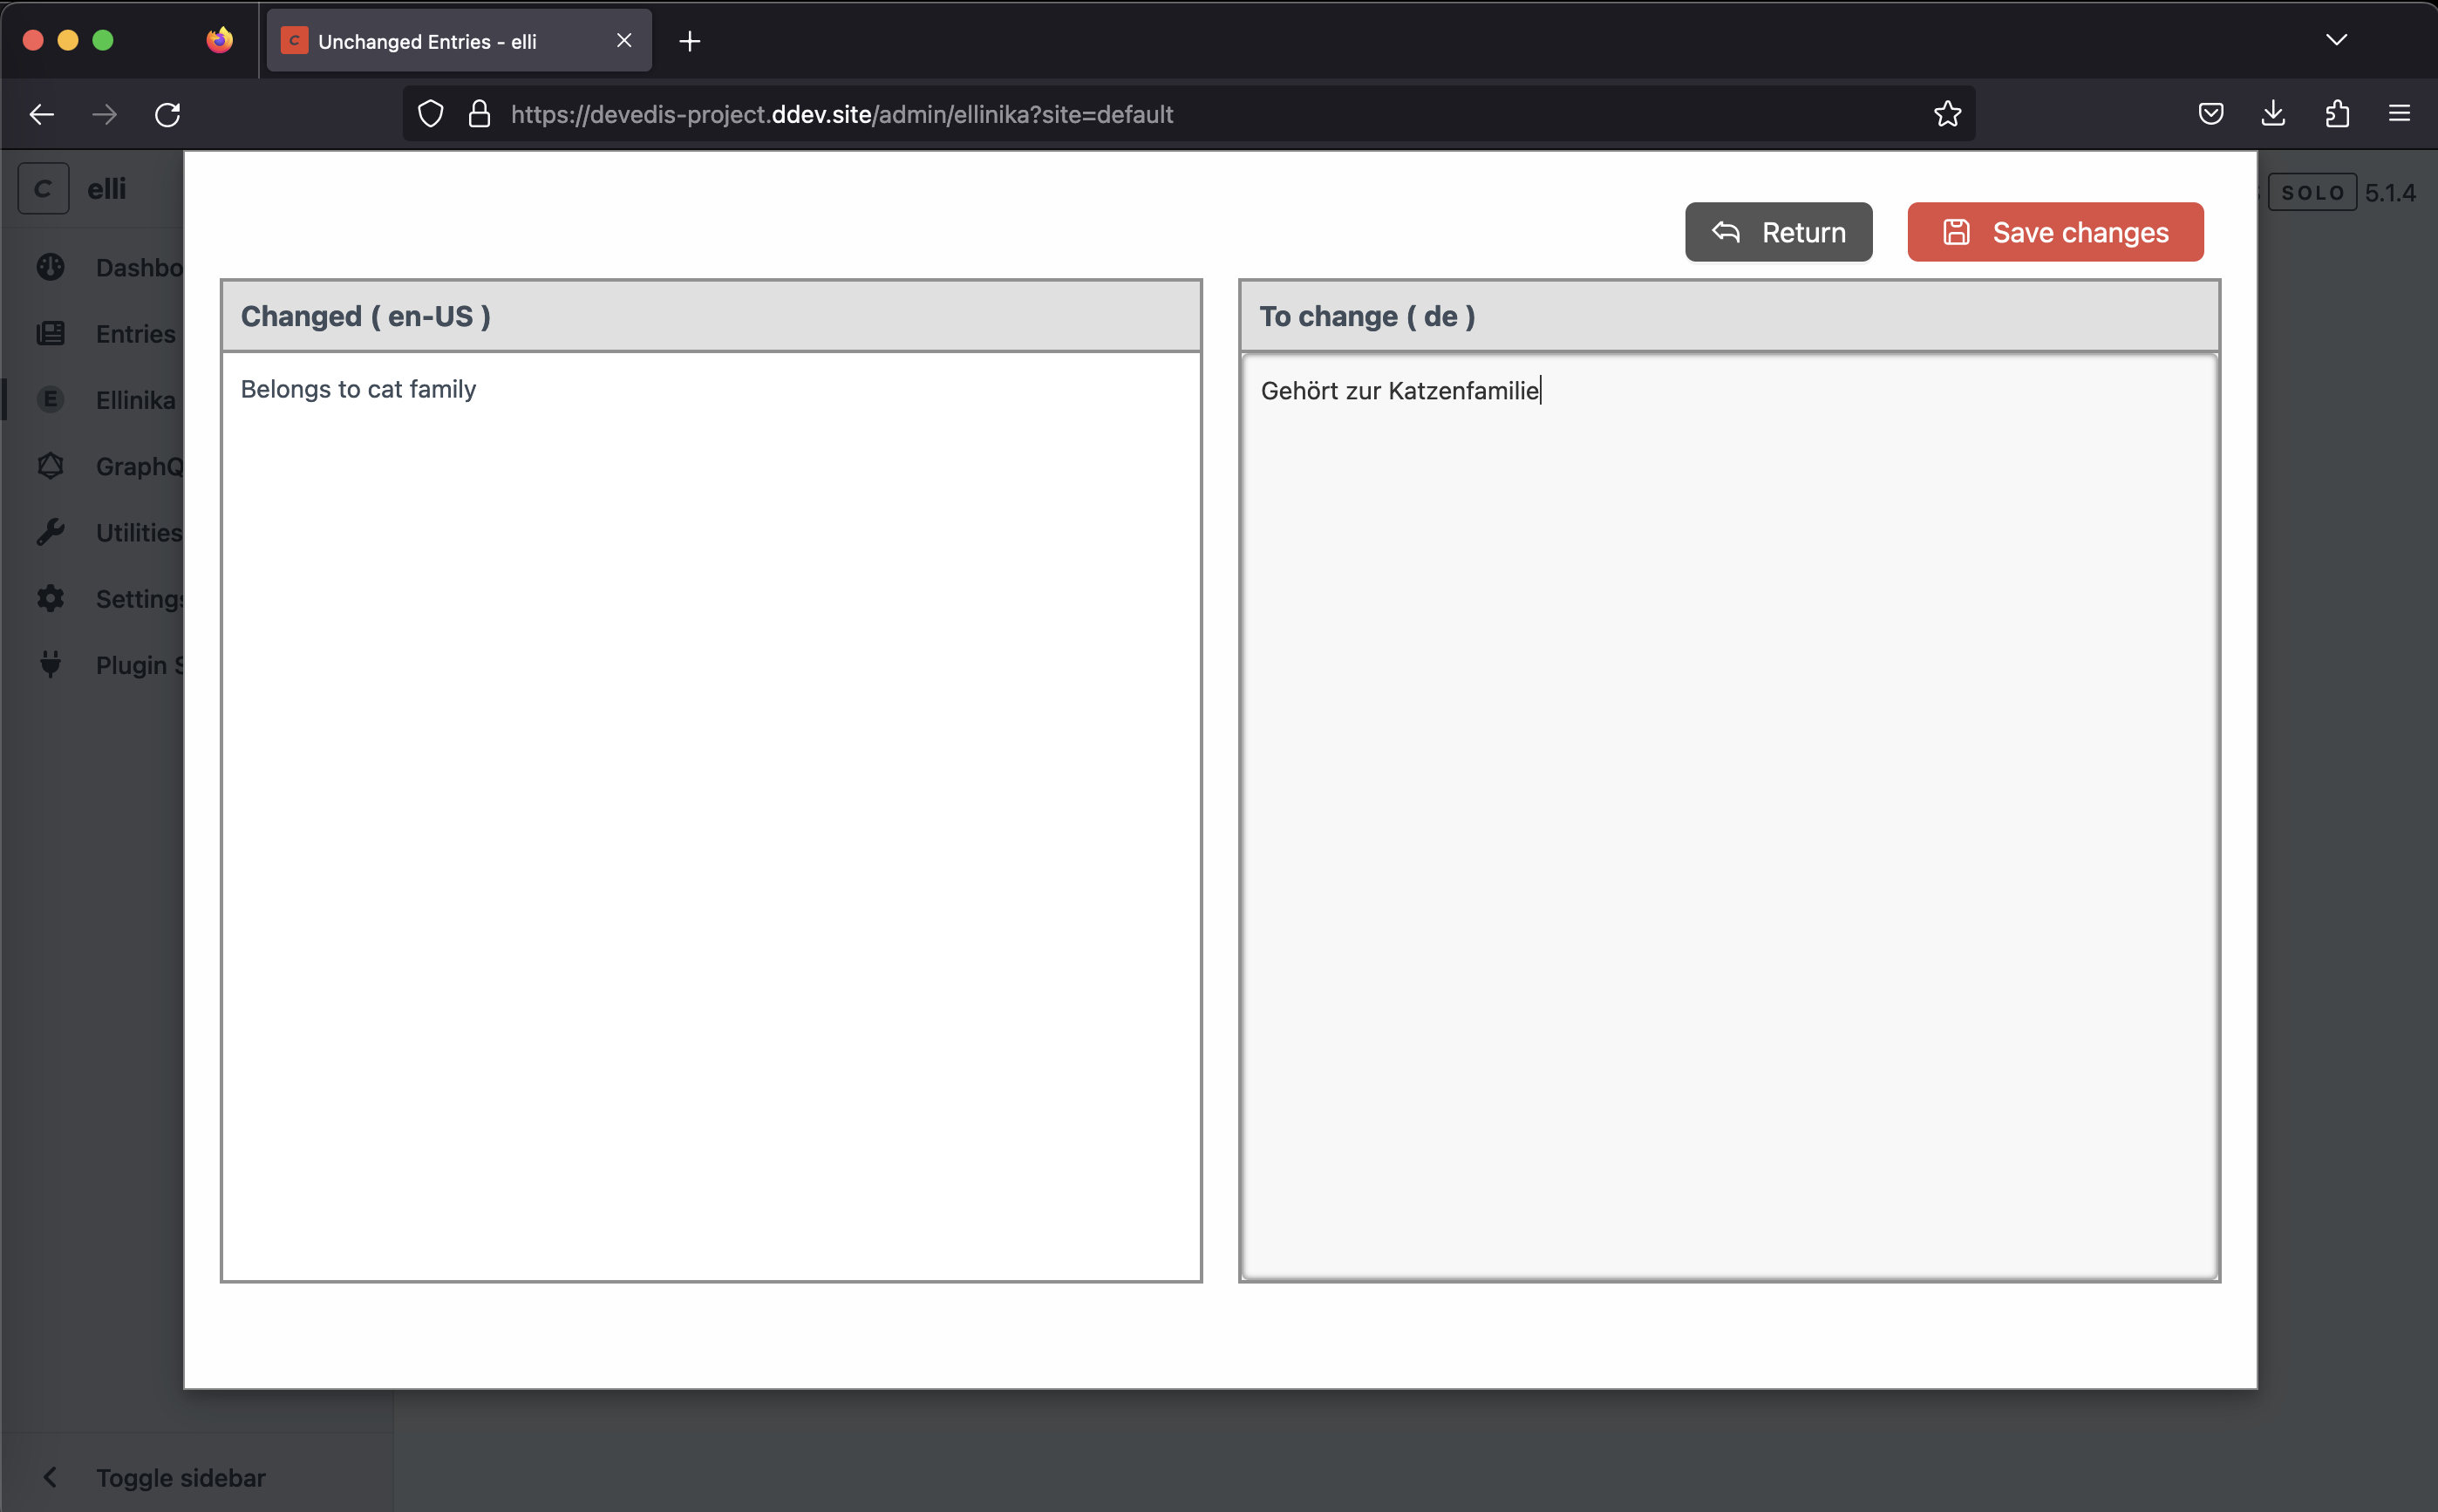 Unchanged Entries - elli
https://devedis-project.ddev.site/admin/ellinika?site=default
C elli
SOLO 5.1.4
Return
Save changes
Dashbo
Entries
E Ellinika
GraphQ
Utilities
Settings
Plugin S
Changed ( en-US )
Belongs to cat family
To change ( de )
Gehört zur Katzenfamilie
Toggle sidebar